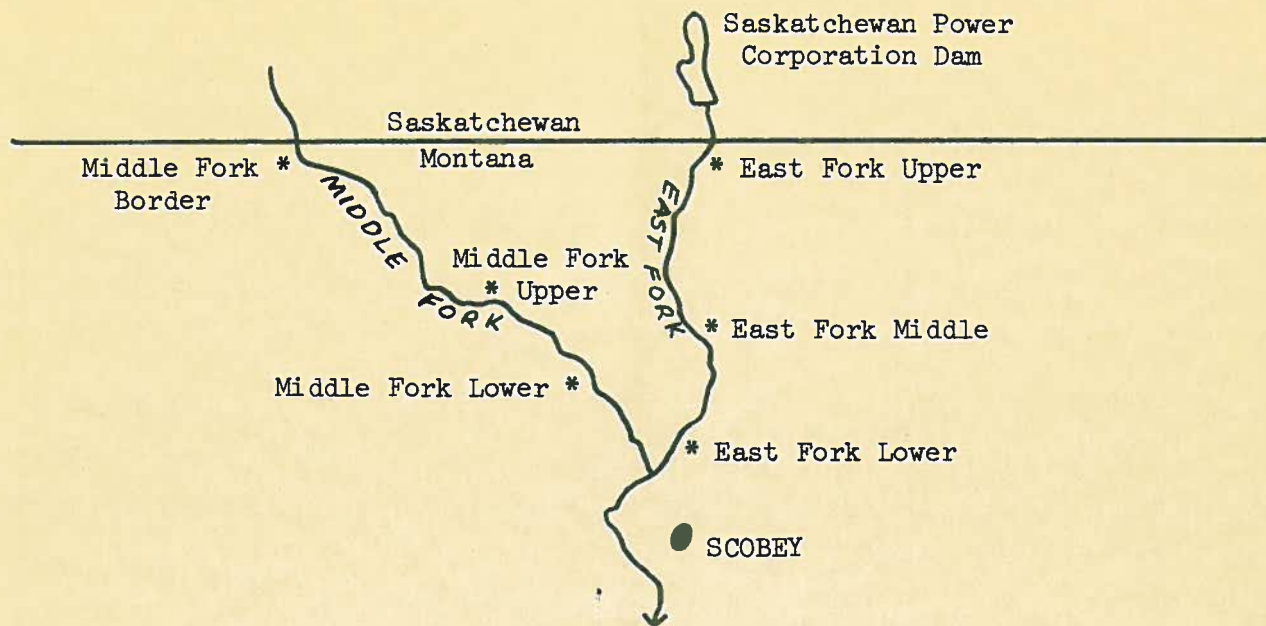 Saskatchewan Power
Corporation Dam
Saskatchewan
Montana
Middle Fork *
Border
* East Fork Upper
MIDDLE
FORK
EAST FORK
Middle Fork
* Upper
* East Fork Middle
Middle Fork Lower *
* East Fork Lower
SCOBEY